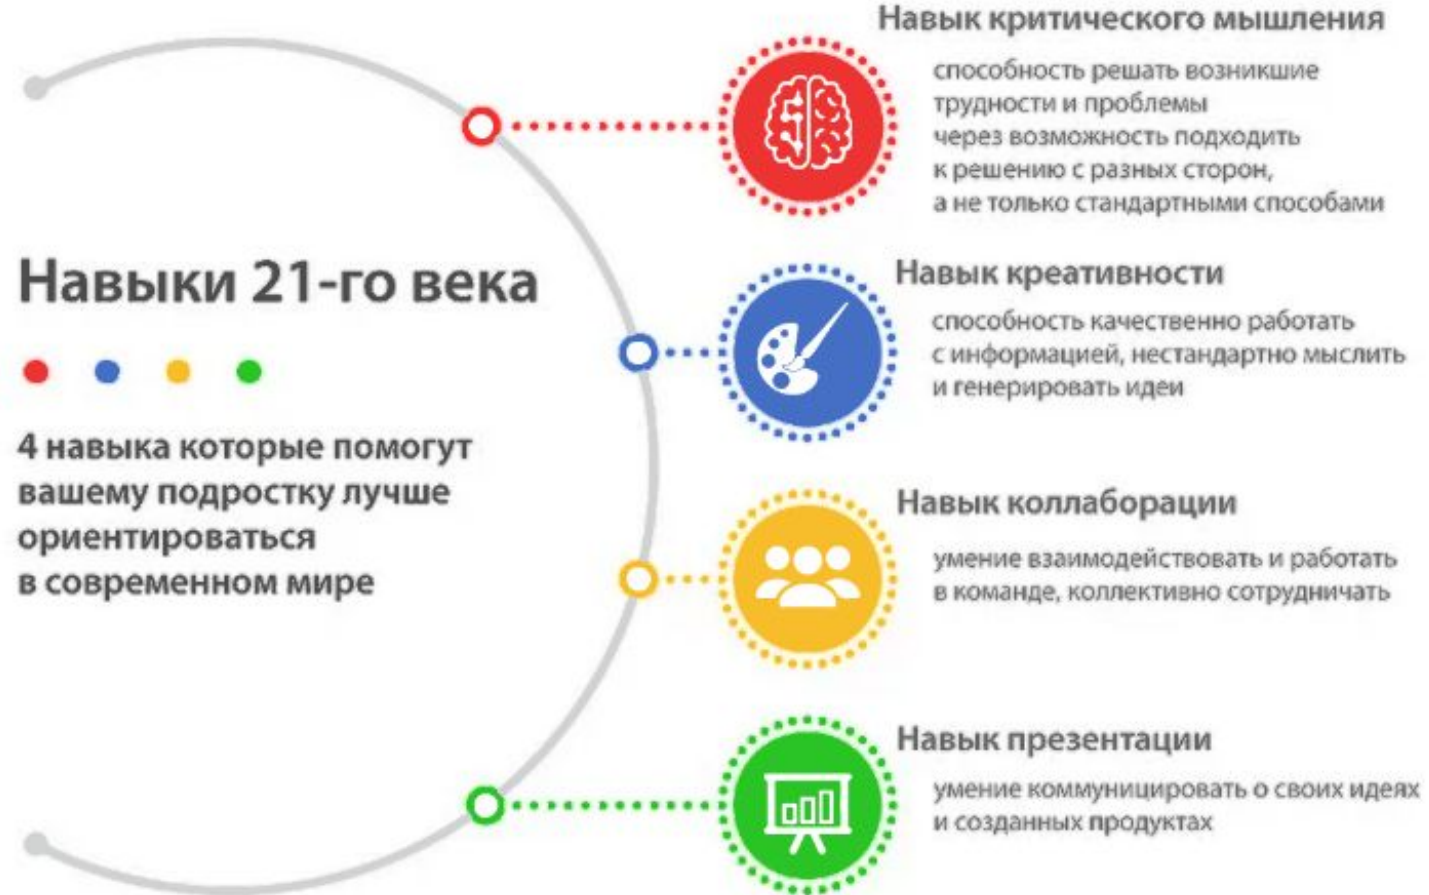 Навыки 21-го века
4 навыка которые помогут
вашему подростку лучше
ориентироваться
в современном мире
Навык критического мышления
способность решать возникшие
трудности и проблемы
через возможность подходить
к решению с разных сторон,
а не только стандартными способами
Навык креативности
способность качественно работать
с информацией, нестандартно мыслить
и генерировать идеи
Навык коллаборации
умение взаимодействовать и работать
в команде, коллективно сотрудничать
Навык презентации
умение коммуницировать о своих идеях
и созданных продуктах